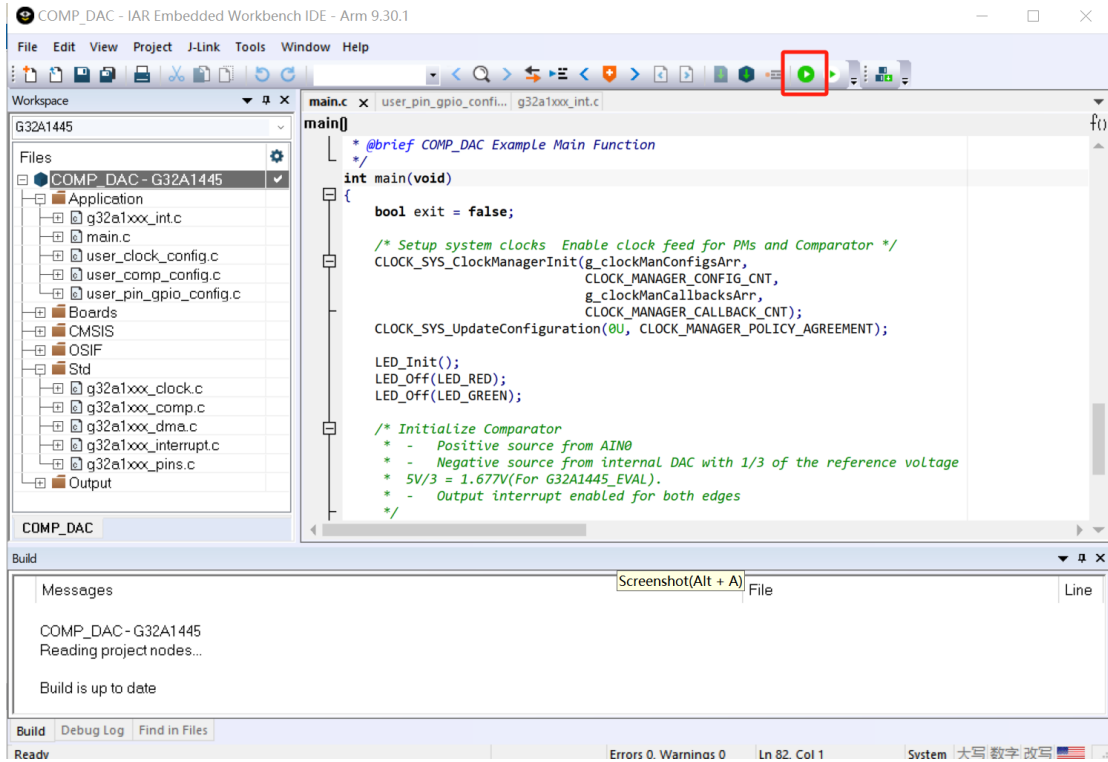 COMP_DAC - IAR Embedded Workbench IDE - Arm 9.30.1
File Edit View Project J-Link Tools Window Help
Workspace
main.c user_pin_gpio_confi... g32a1xxx_int.c
G32A1445
main()
f()
Files
COMP_DAC - G32A1445
Application
g32a1xxx_int.c
main.c
user_clock_config.c
user_comp_config.c
user_pin_gpio_config.c
Boards
CMSIS
OSIF
Std
g32a1xxx_clock.c
g32a1xxx_comp.c
g32a1xxx_dma.c
g32a1xxx_interrupt.c
g32a1xxx_pins.c
Output
COMP_DAC
* @brief COMP_DAC Example Main Function
*/
int main(void)
{
bool exit = false;
/* Setup system clocks  Enable clock feed for PMs and Comparator */
CLOCK_SYS_ClockManagerInit(g_clockManConfigsArr,
CLOCK_MANAGER_CONFIG_CNT,
g_clockManCallbacksArr,
CLOCK_MANAGER_CALLBACK_CNT);
CLOCK_SYS_UpdateConfiguration(0U, CLOCK_MANAGER_POLICY_AGREEMENT);
LED_Init();
LED_Off(LED_RED);
LED_Off(LED_GREEN);
/* Initialize Comparator
*  -   Positive source from AIN0
*  -   Negative source from internal DAC with 1/3 of the reference voltage
*  5V/3 = 1.677V(For G32A1445_EVAL).
*  -   Output interrupt enabled for both edges
*/
Build
Screenshot(Alt + A)
Messages File Line
COMP_DAC - G32A1445
Reading project nodes...
Build is up to date
Build Debug Log Find in Files
Ready Errors 0, Warnings 0 Ln 82, Col 1 System 大写 数字 改写